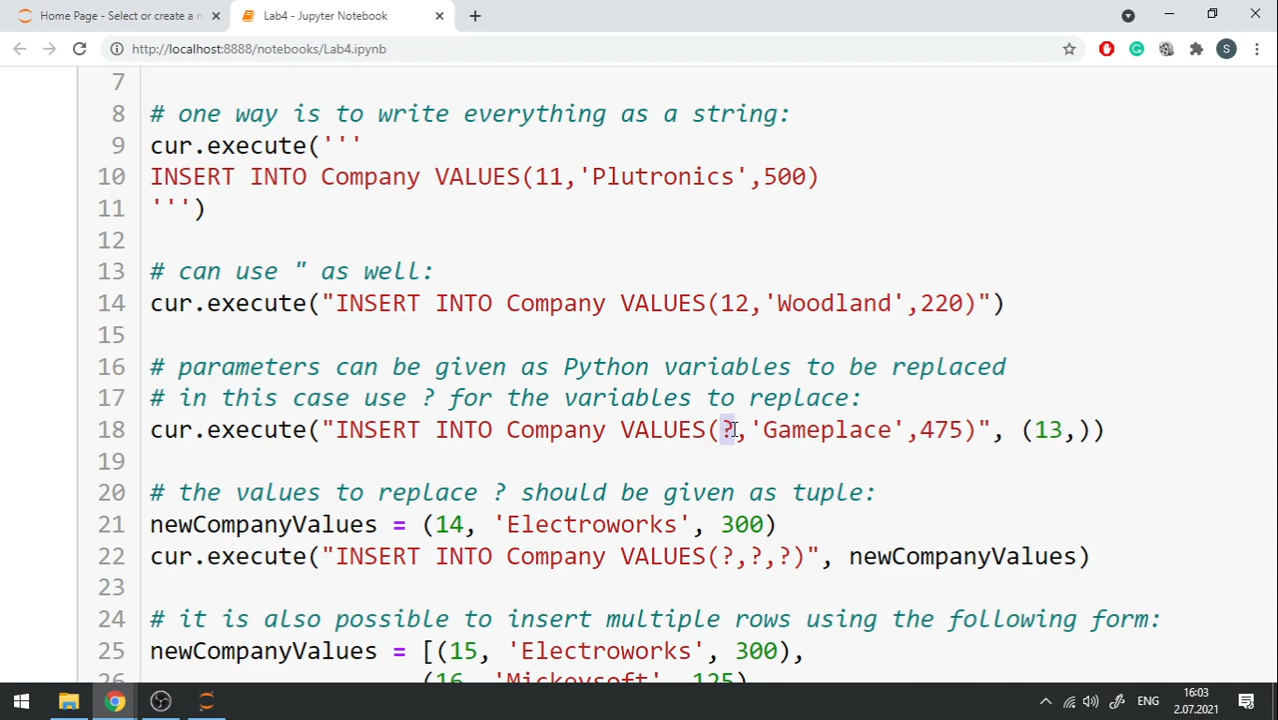 Home Page - Select or create a n
Lab4 - Jupyter Notebook
http://localhost:8888/notebooks/Lab4.ipynb
S
7
8 # one way is to write everything as a string:
9 cur.execute('''
10 INSERT INTO Company VALUES(11,'Plutronics',500)
11 ''')
12
13 # can use " as well:
14 cur.execute("INSERT INTO Company VALUES(12,'Woodland',220)")
15
16 # parameters can be given as Python variables to be replaced
17 # in this case use ? for the variables to replace:
18 cur.execute("INSERT INTO Company VALUES(?,'Gameplace',475)", (13,))
19
20 # the values to replace ? should be given as tuple:
21 newCompanyValues = (14, 'Electroworks', 300)
22 cur.execute("INSERT INTO Company VALUES(?,?,?)", newCompanyValues)
23
24 # it is also possible to insert multiple rows using the following form:
25 newCompanyValues = [(15, 'Electroworks', 300),
26 (16, 'Mickeysoft', 125)
ENG
16:03
2.07.2021